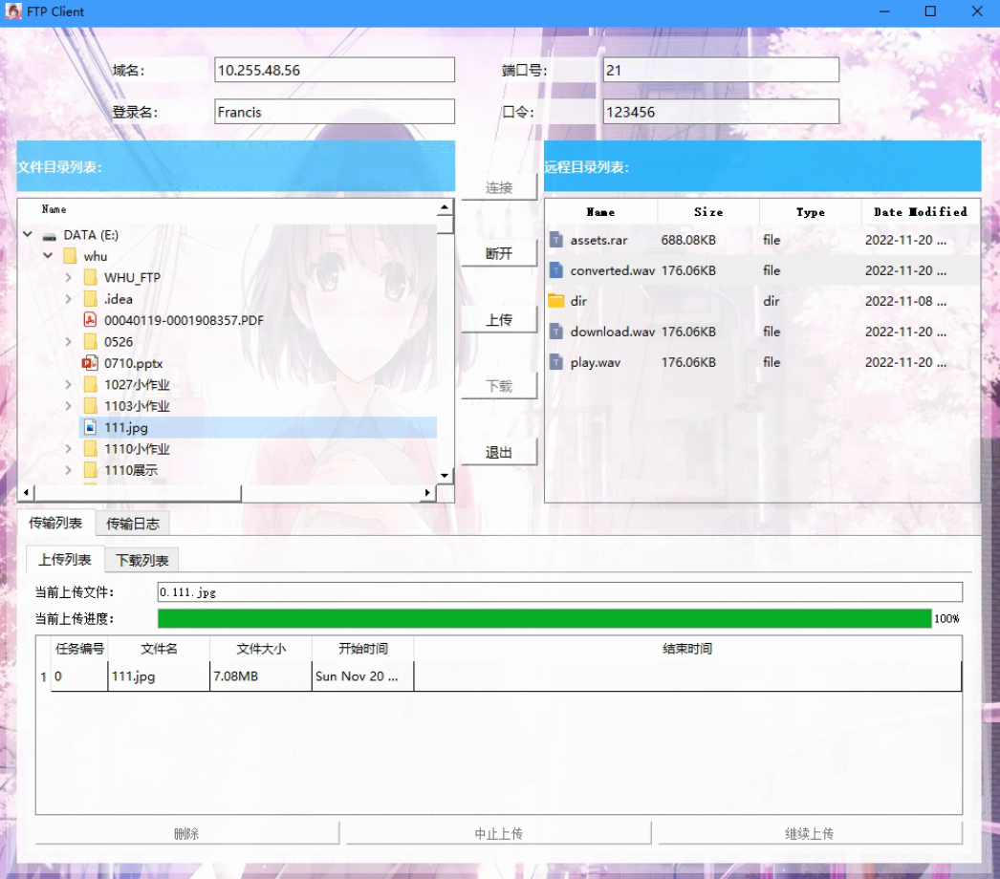 FTP Client
域名: 10.255.48.56 端口号: 21
登录名: Francis 口令: 123456
文件目录列表: 远程目录列表:
连接
断开
上传
下载
退出
Name
DATA (E:)
whu
WHU_FTP
.idea
00040119-0001908357.PDF
0526
0710.pptx
1027小作业
1103小作业
111.jpg
1110小作业
1110展示
Name Size Type Date Modified
assets.rar 688.08KB file 2022-11-20 ...
converted.wav 176.06KB file 2022-11-20 ...
dir dir 2022-11-08 ...
download.wav 176.06KB file 2022-11-20 ...
play.wav 176.06KB file 2022-11-20 ...
传输列表 传输日志
上传列表 下载列表
当前上传文件: 0.111.jpg
当前上传进度: 100%
任务编号 文件名 文件大小 开始时间 结束时间
1 0 111.jpg 7.08MB Sun Nov 20 ...
删除 中止上传 继续上传